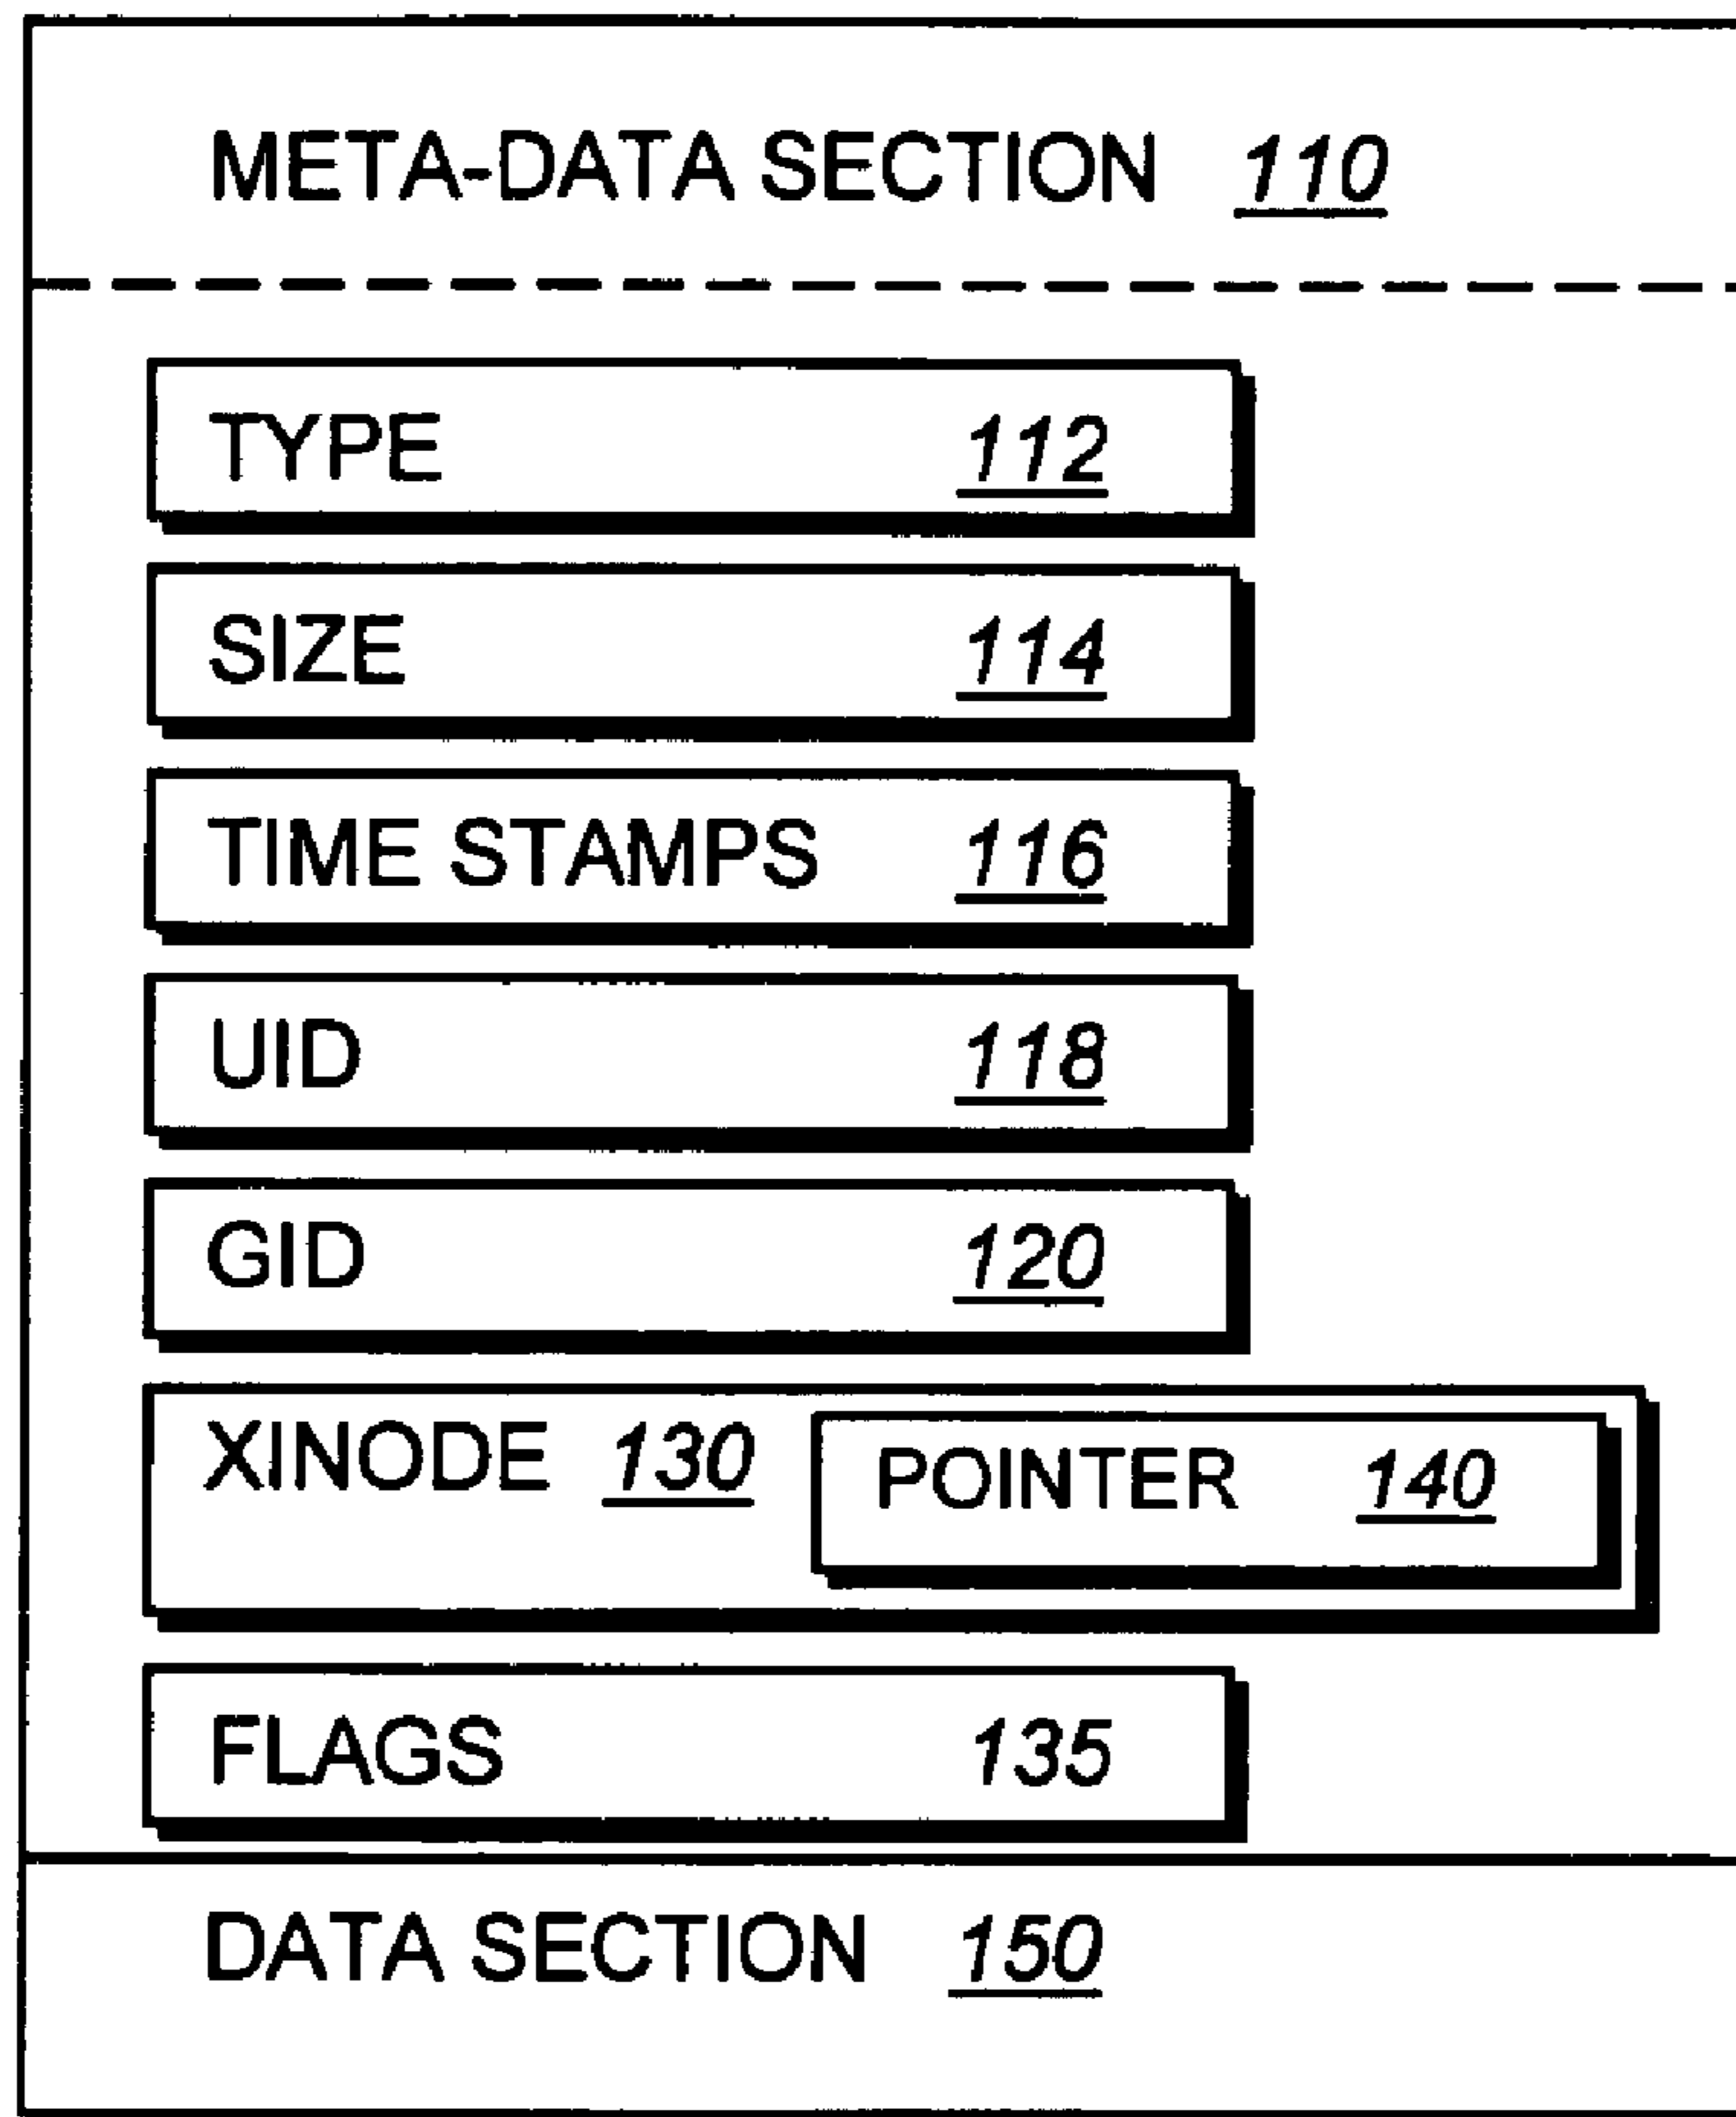 META-DATA SECTION 110
TYPE 112
SIZE 114
TIME STAMPS 116
UID 118
GID 120
XINODE 130 POINTER 140
FLAGS 135
DATA SECTION 150